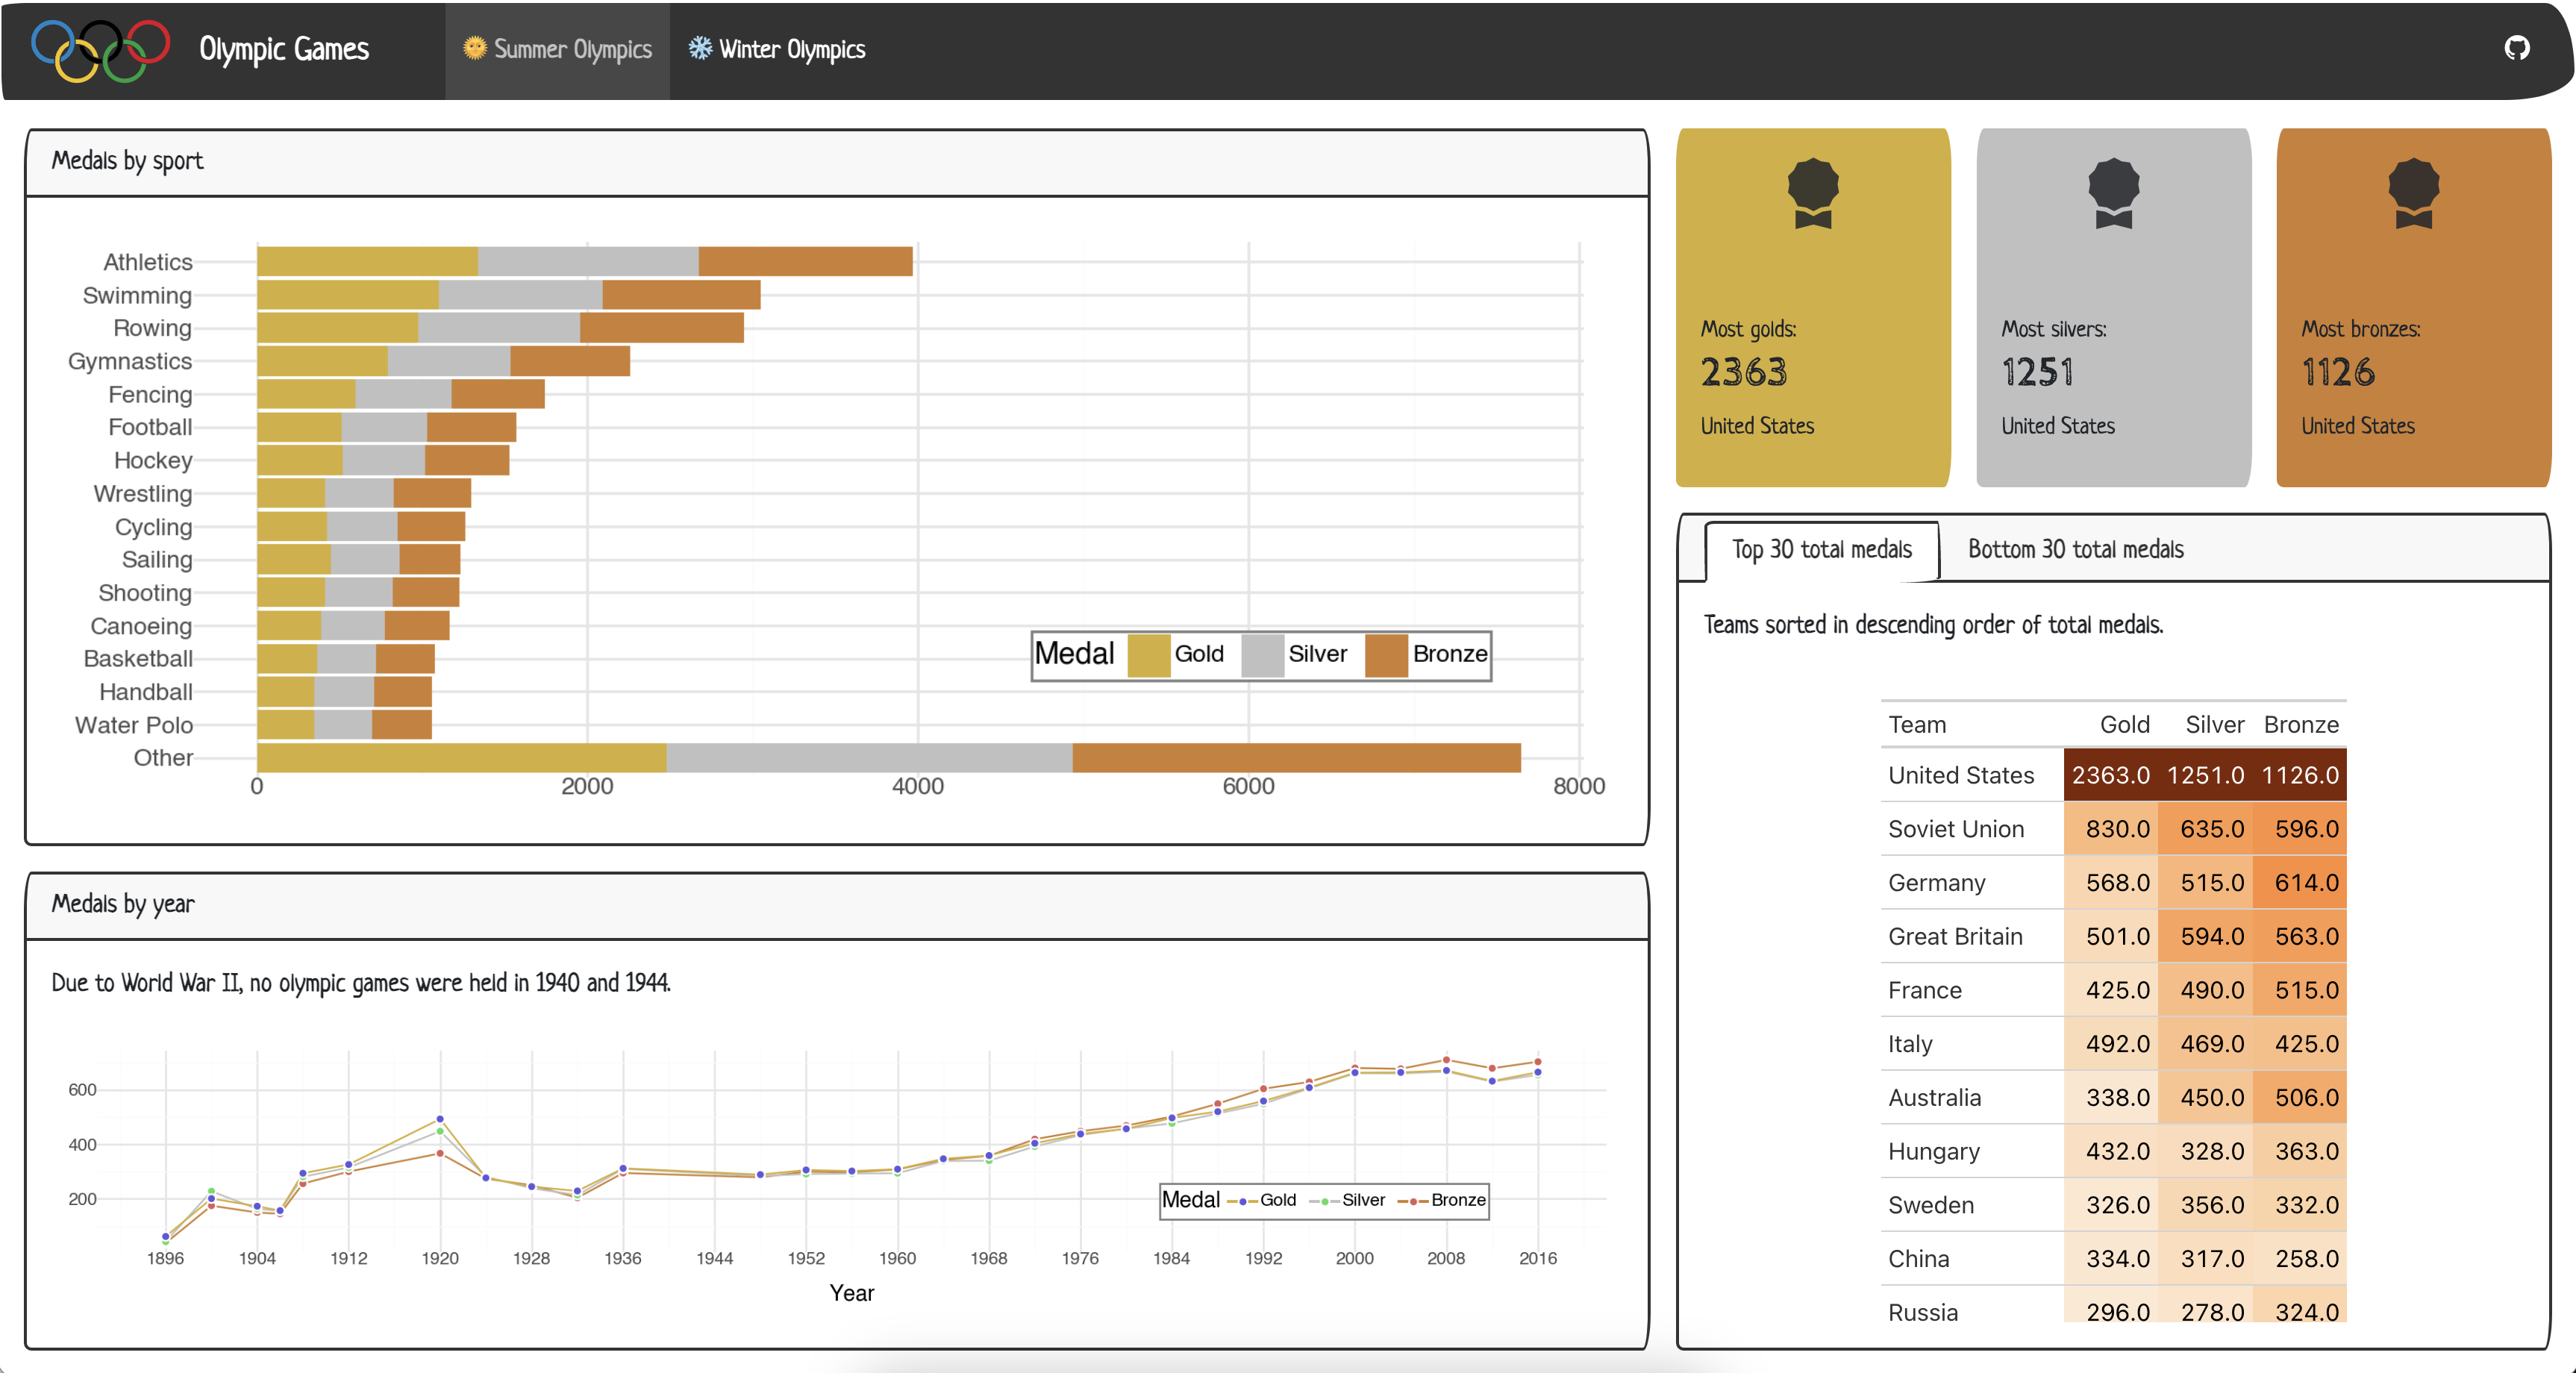 Olympic Games
🌞 Summer Olympics
❄️ Winter Olympics
Medals by sport
Athletics
Swimming
Rowing
Gymnastics
Fencing
Football
Hockey
Wrestling
Cycling
Sailing
Shooting
Canoeing
Basketball
Handball
Water Polo
Other
0 2000 4000 6000 8000
Medal Gold Silver Bronze
Most golds:
2363
United States
Most silvers:
1251
United States
Most bronzes:
1126
United States
Medals by year
Due to World War II, no olympic games were held in 1940 and 1944.
600
400
200
Medal Gold Silver Bronze
1896 1904 1912 1920 1928 1936 1944 1952 1960 1968 1976 1984 1992 2000 2008 2016
Year
Top 30 total medals
Bottom 30 total medals
Teams sorted in descending order of total medals.
Team Gold Silver Bronze
United States 2363.0 1251.0 1126.0
Soviet Union 830.0 635.0 596.0
Germany 568.0 515.0 614.0
Great Britain 501.0 594.0 563.0
France 425.0 490.0 515.0
Italy 492.0 469.0 425.0
Australia 338.0 450.0 506.0
Hungary 432.0 328.0 363.0
Sweden 326.0 356.0 332.0
China 334.0 317.0 258.0
Russia 296.0 278.0 324.0